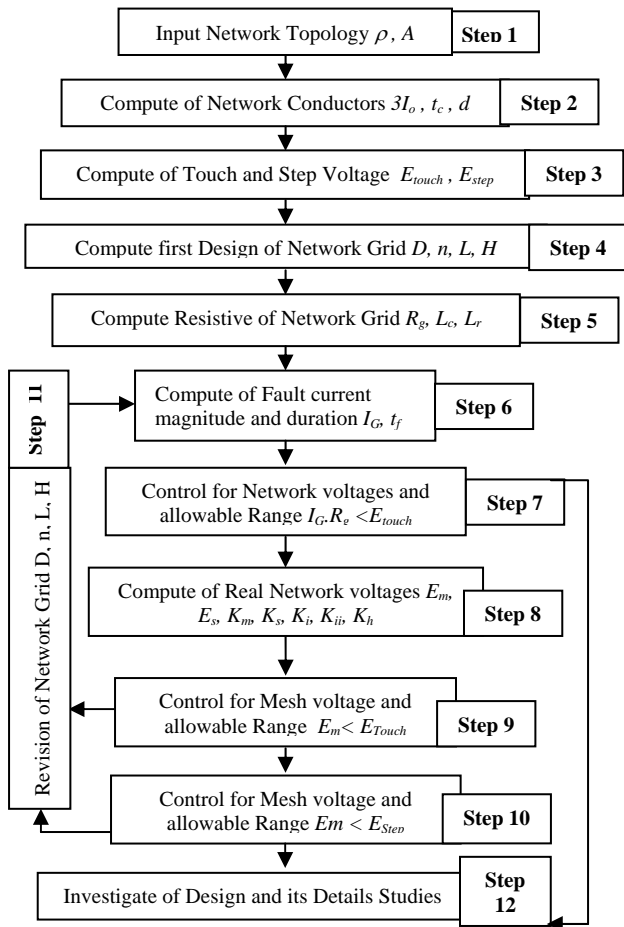 Input Network Topology ρ, A
Step 1
Compute of Network Conductors 3Io , tc , d
Step 2
Compute of Touch and Step Voltage Etouch , Estep
Step 3
Compute first Design of Network Grid D, n, L, H
Step 4
Compute Resistive of Network Grid Rg, Lc, Lr
Step 5
Step 11
Compute of Fault current
magnitude and duration IG, tf
Step 6
Revision of Network Grid D, n, L, H
Control for Network voltages and
allowable Range IG.Rg <Etouch
Step 7
Compute of Real Network voltages Em,
Es, Km, Ks, Ki, Kii, Kh
Step 8
Control for Mesh voltage and
allowable Range Em< ETouch
Step 9
Control for Mesh voltage and
allowable Range Em < EStep
Step 10
Investigate of Design and its Details Studies
Step
12